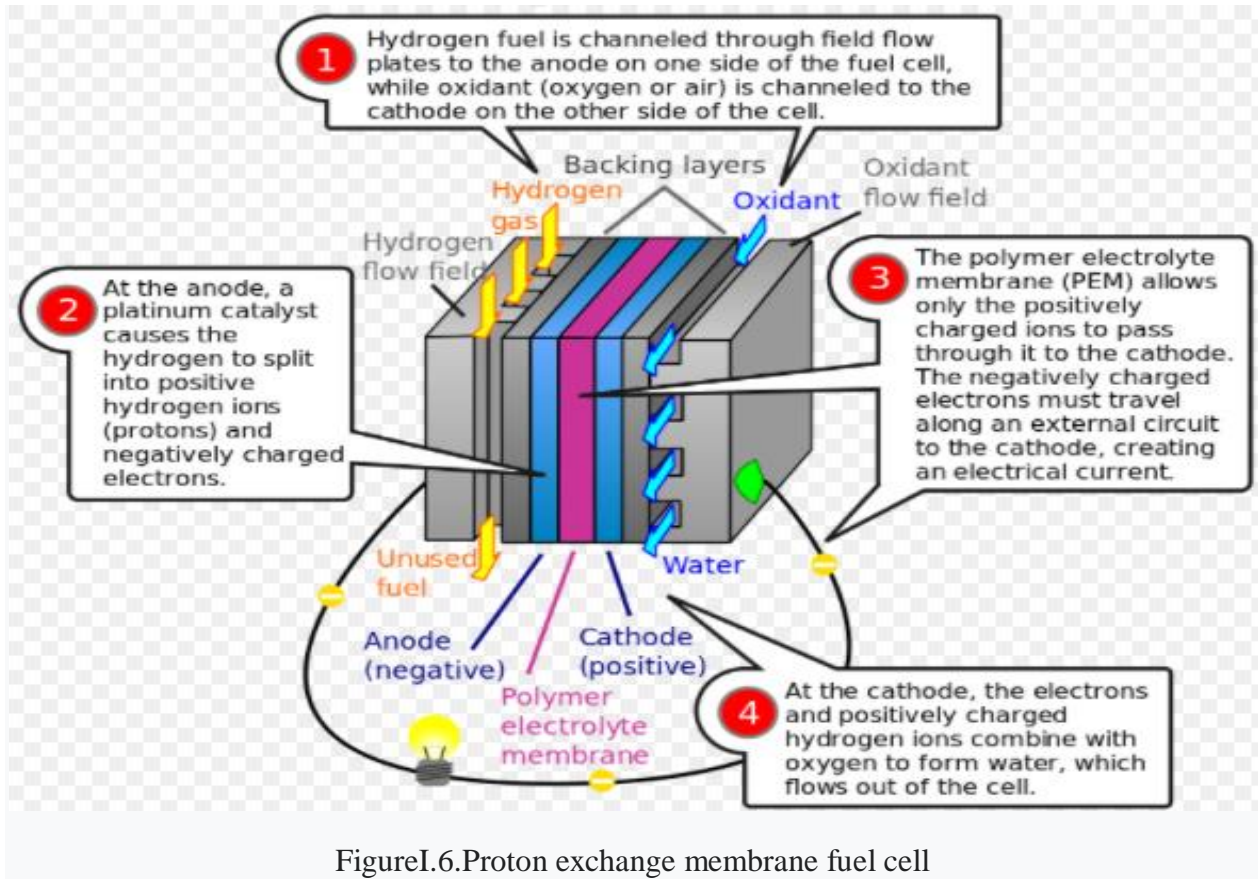 1
Hydrogen fuel is channeled through field flow
plates to the anode on one side of the fuel cell,
while oxidant (oxygen or air) is channeled to the
cathode on the other side of the cell.
Backing layers
Oxidant
flow field
Hydrogen
gas
Oxidant
Hydrogen
flow field
2
At the anode, a
platinum catalyst
causes the
hydrogen to split
into positive
hydrogen ions
(protons) and
negatively charged
electrons.
3
The polymer electrolyte
membrane (PEM) allows
only the positively
charged ions to pass
through it to the cathode.
The negatively charged
electrons must travel
along an external circuit
to the cathode, creating
an electrical current.
Unused
fuel
Water
Anode
(negative)
Cathode
(positive)
Polymer
electrolyte
membrane
4
At the cathode, the electrons
and positively charged
hydrogen ions combine with
oxygen to form water, which
flows out of the cell.
FigureI.6.Proton exchange membrane fuel cell